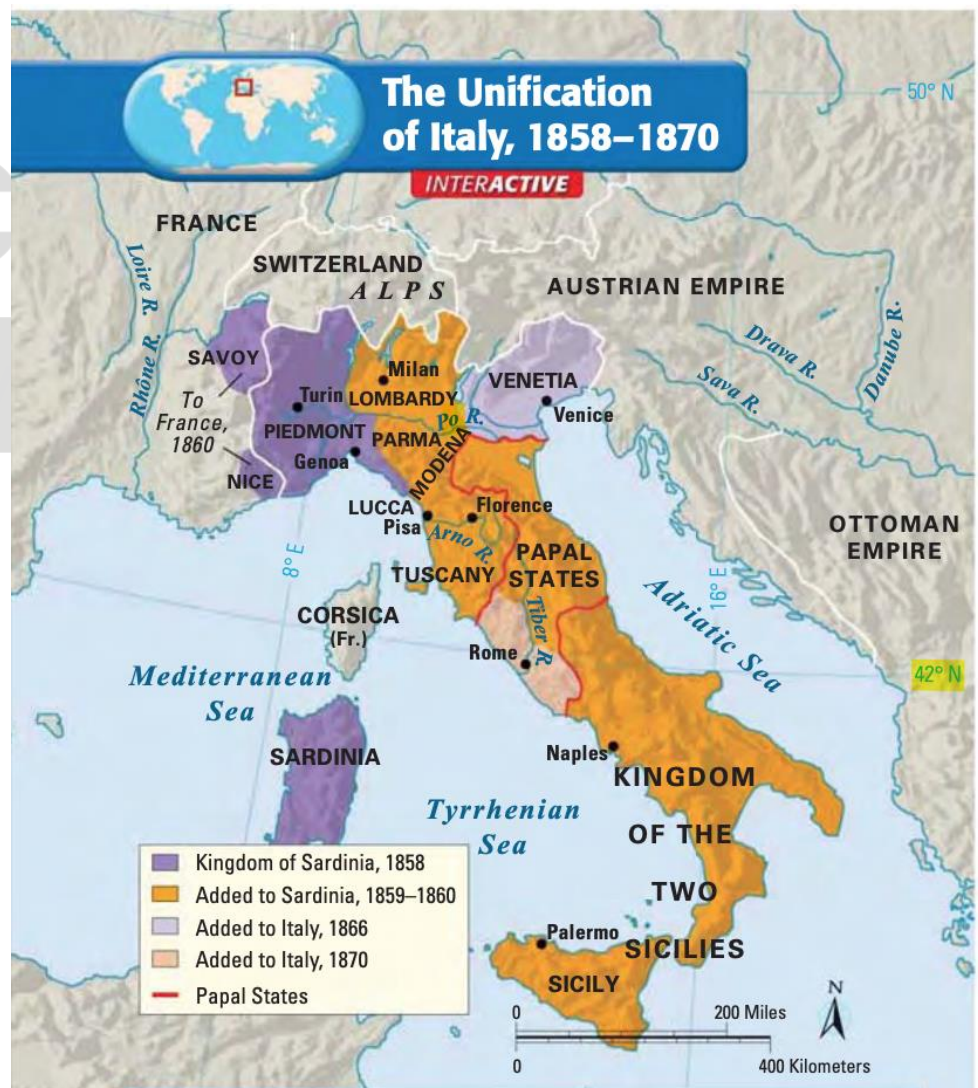 The Unification
of Italy, 1858–1870
INTERACTIVE
50° N
FRANCE
Loire R.
SWITZERLAND
ALPS
AUSTRIAN EMPIRE
Rhône R.
SAVOY
Milan
VENETIA
Drava R.
Danube R.
To
France,
1860
Turin
LOMBARDY
Po R.
Venice
Sava R.
PIEDMONT
PARMA
Genoa
MODENA
NICE
LUCCA
Pisa
Florence
Arno R.
OTTOMAN
EMPIRE
8° E
PAPAL
STATES
TUSCANY
16° E
CORSICA
(Fr.)
Tiber R.
Adriatic Sea
Rome
42° N
Mediterranean
Sea
SARDINIA
Naples
KINGDOM
OF THE
TWO
SICILIES
Tyrrhenian
Sea
Kingdom of Sardinia, 1858
Added to Sardinia, 1859–1860
Added to Italy, 1866
Added to Italy, 1870
Papal States
Palermo
SICILY
N
0 200 Miles
0 400 Kilometers